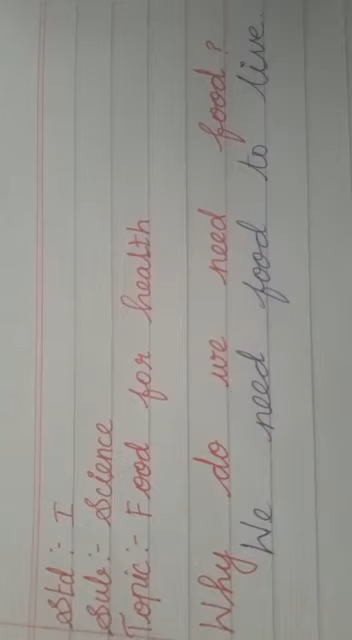 Std :- I
Sub :- Science
Topic :- Food for health
Why do we need food?
We need food to live.